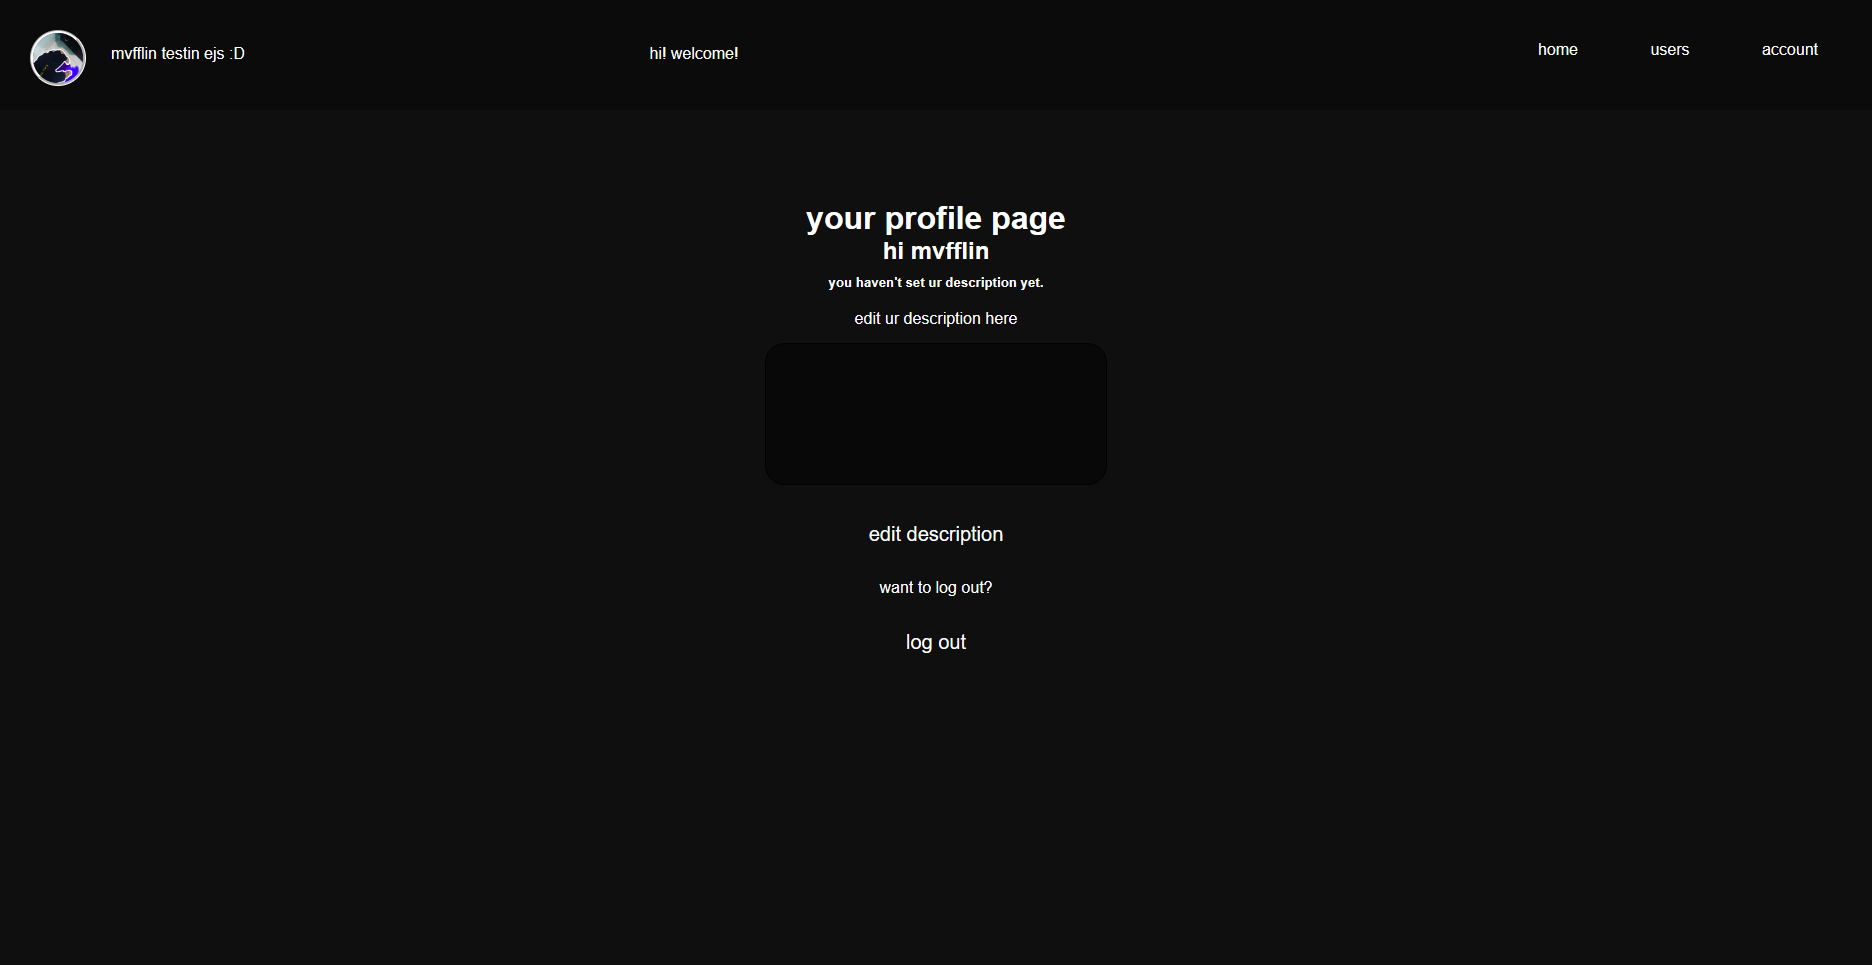 mvfflin testin ejs :D
hi! welcome!
home
users
account
your profile page
hi mvfflin
you haven't set ur description yet.
edit ur description here
edit description
want to log out?
log out